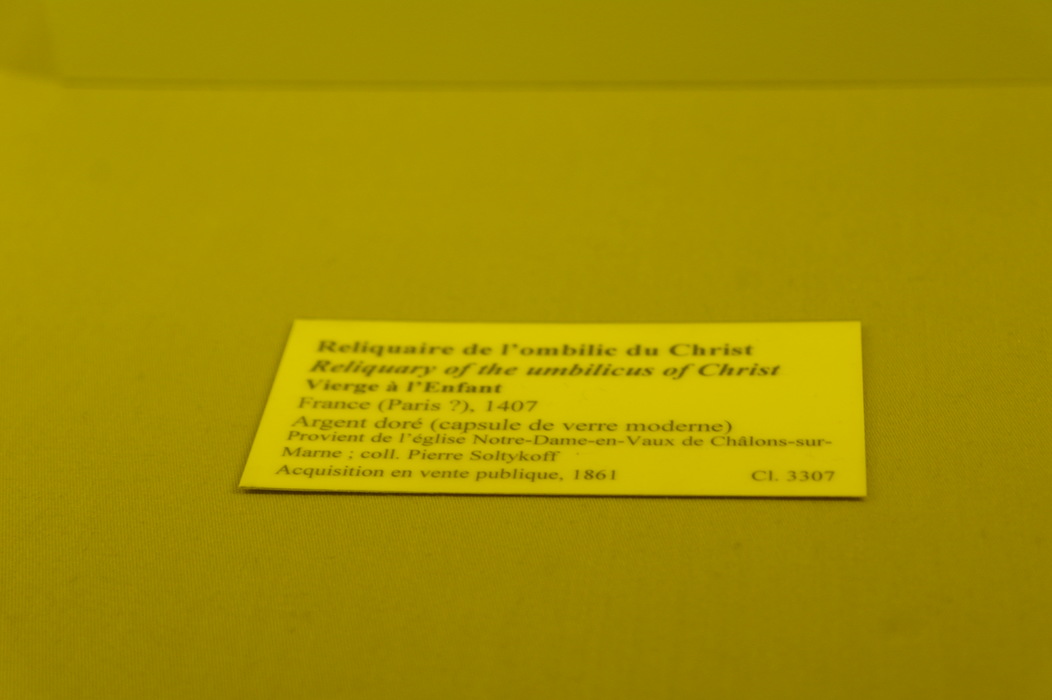 Reliquaire de l'ombilic du Christ
Reliquary of the umbilicus of Christ
Vierge à l'Enfant
France (Paris ?), 1407
Argent doré (capsule de verre moderne)
Provient de l'église Notre-Dame-en-Vaux de Châlons-sur-
Marne ; coll. Pierre Soltykoff
Acquisition en vente publique, 1861 Cl. 3307